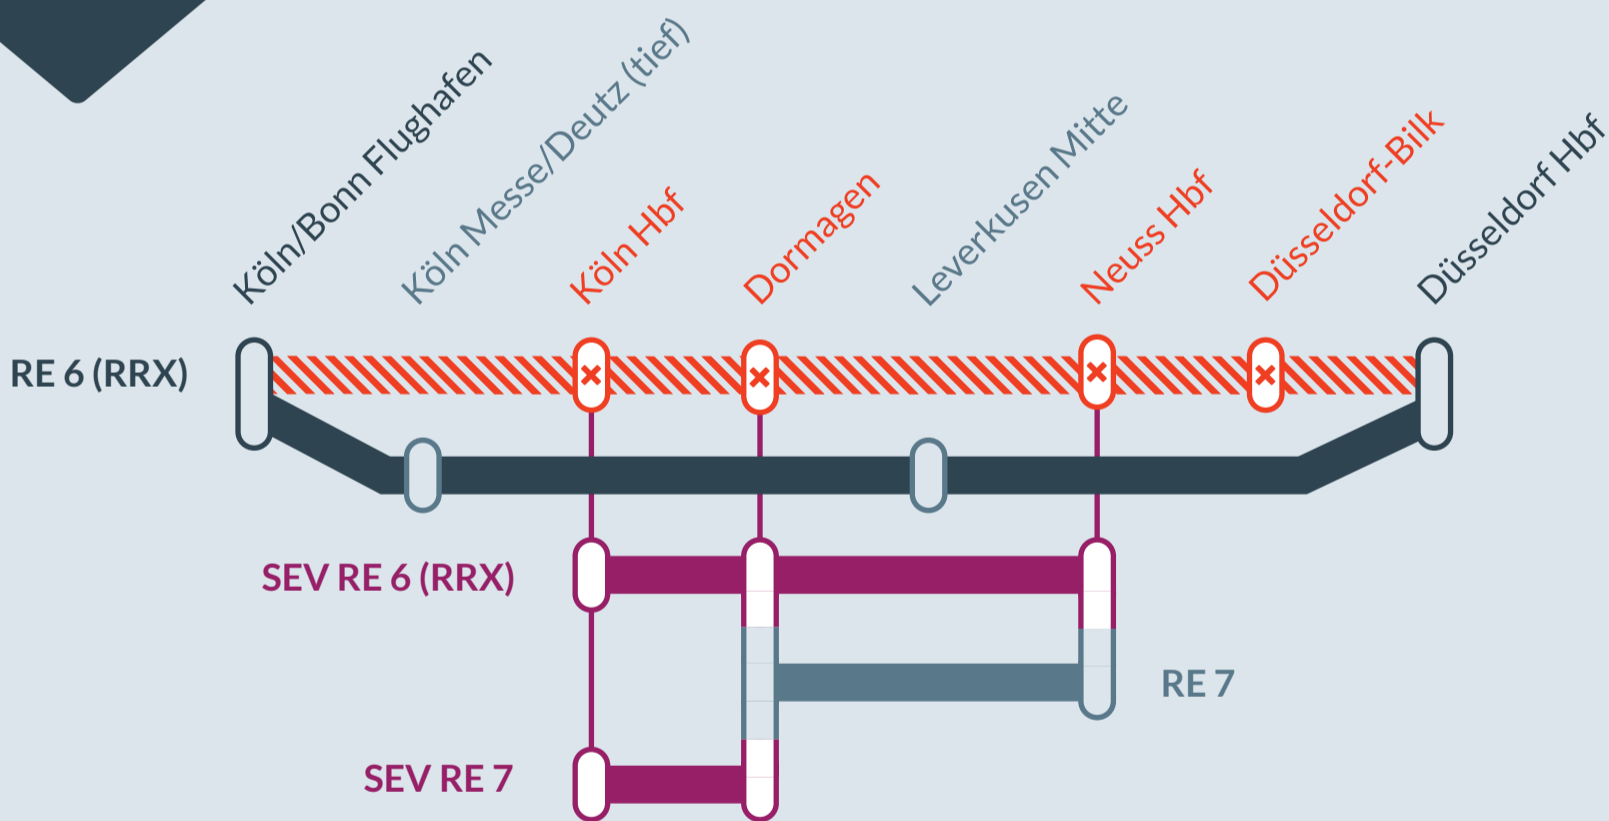 Köln/Bonn Flughafen
Köln Messe/Deutz (tief)
Köln Hbf
Dormagen
Leverkusen Mitte
Neuss Hbf
Düsseldorf-Bilk
Düsseldorf Hbf
RE 6 (RRX)
SEV RE 6 (RRX)
RE 7
SEV RE 7